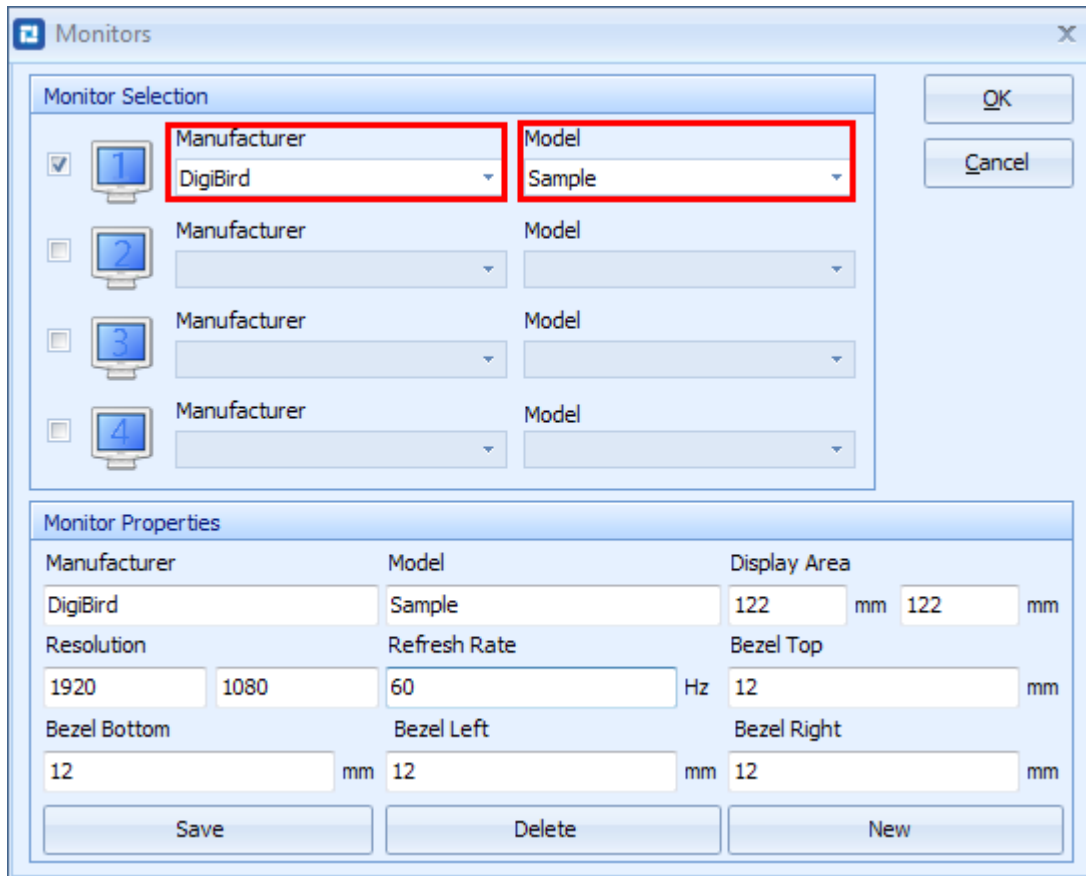 Monitors
Monitor Selection
OK
Cancel
1 Manufacturer Model
DigiBird Sample
2 Manufacturer Model
3 Manufacturer Model
4 Manufacturer Model
Monitor Properties
Manufacturer Model Display Area
DigiBird Sample 122 mm 122 mm
Resolution Refresh Rate Bezel Top
1920 1080 60 Hz 12 mm
Bezel Bottom Bezel Left Bezel Right
12 mm 12 mm 12 mm
Save Delete New